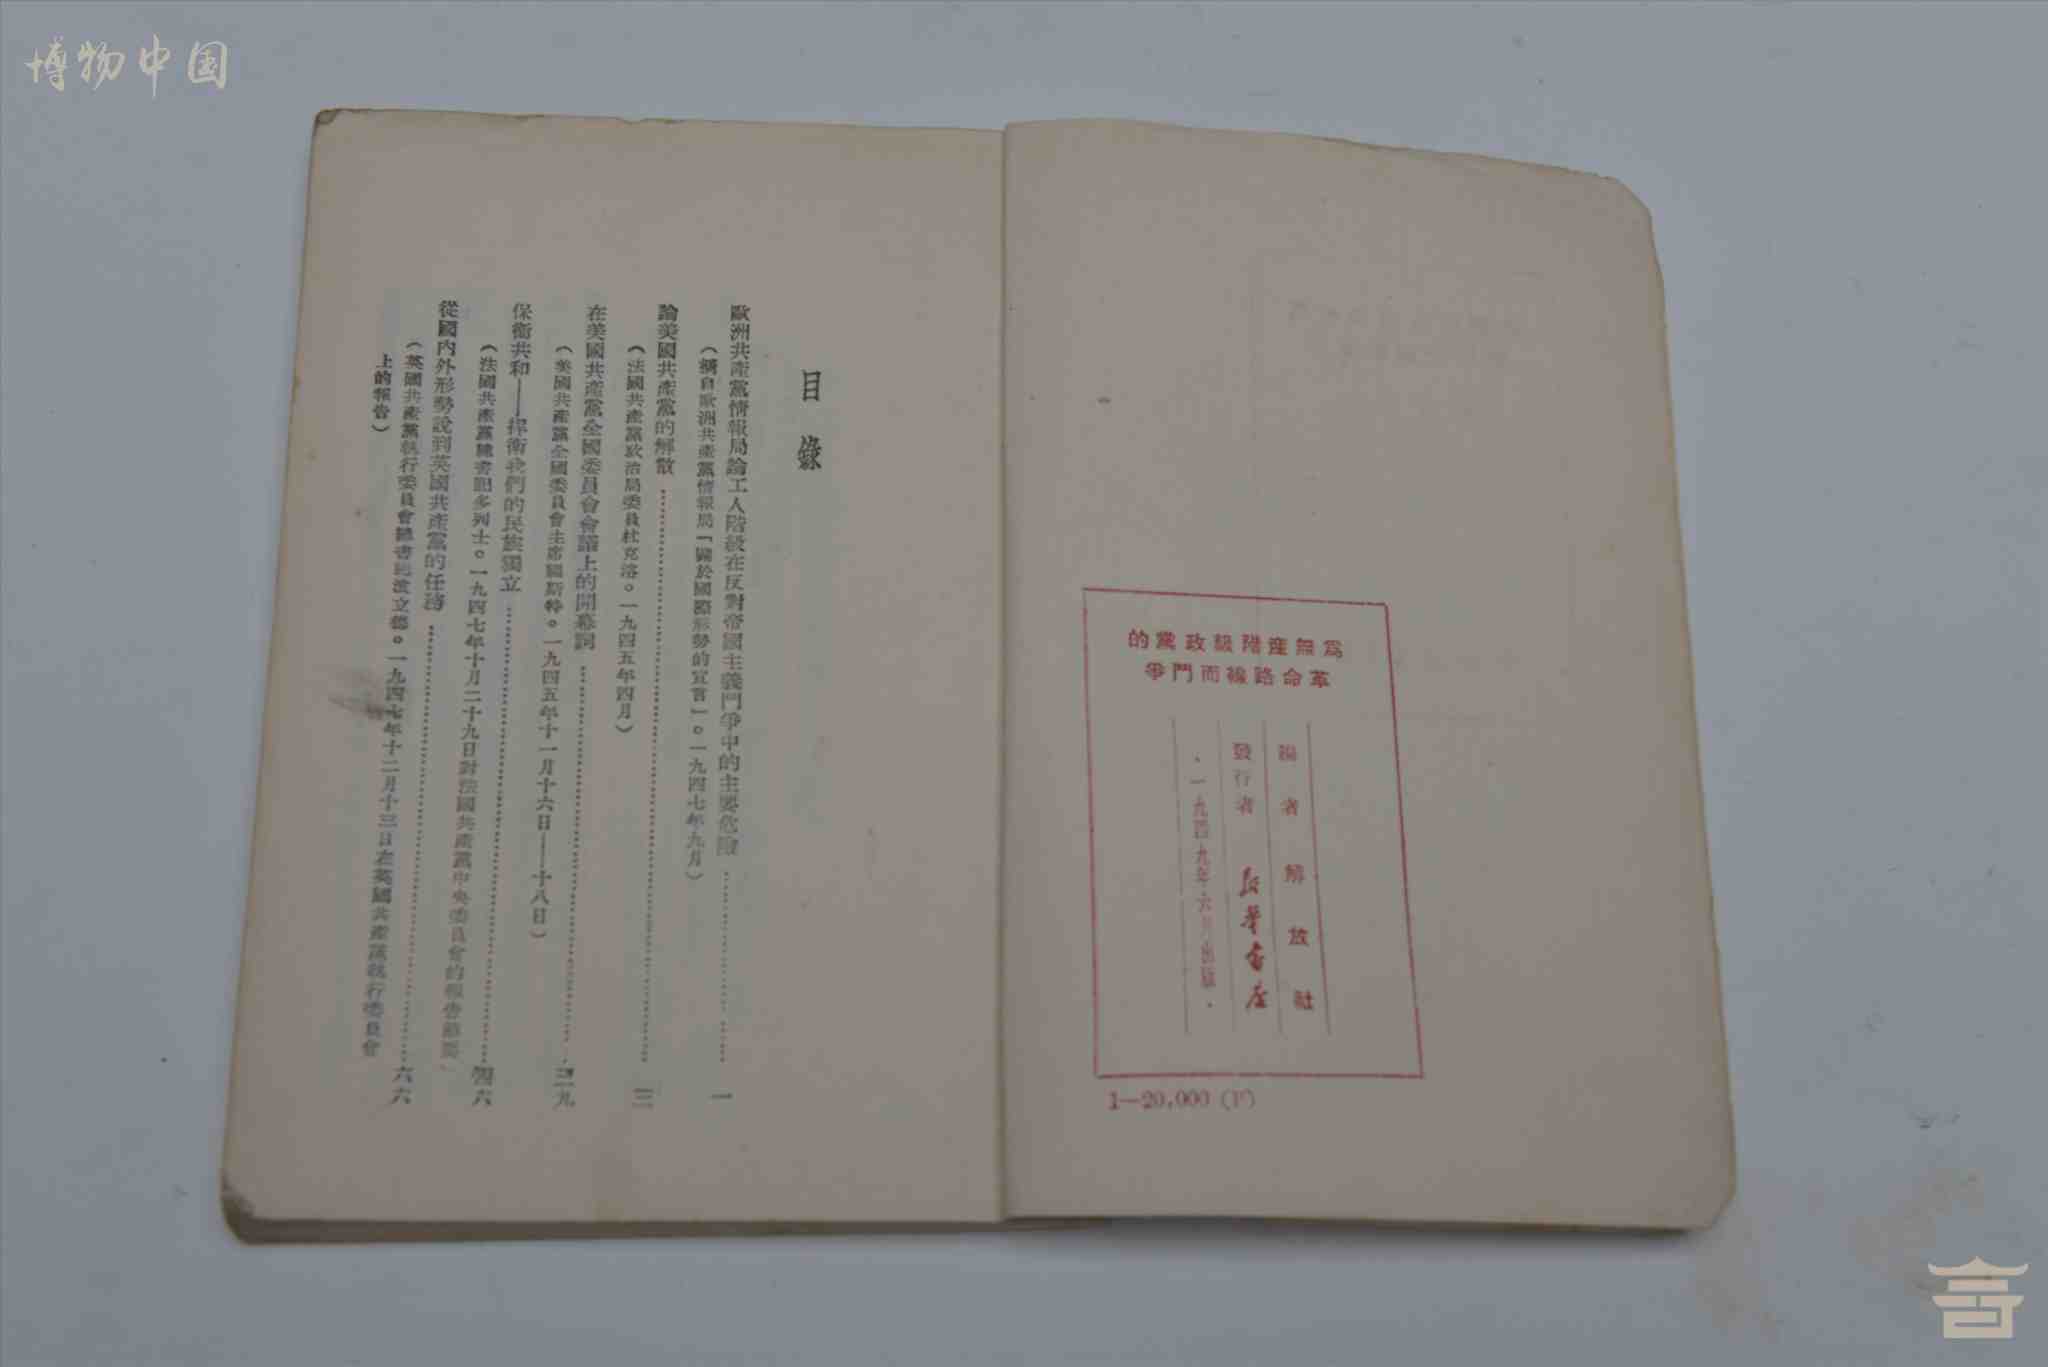 博物中国
為無産階級政黨的
革命路線而鬥爭
編者 解放社
發行者 新華書店
·一九四九年六月出版·
1—20,000（P）
目錄
歐洲共產黨情報局論工人階級在反對帝國主義鬥爭中的主要危險……一
（摘自歐洲共產黨情報局「關於國際形勢的宣言」。一九四七年九月）
論美國共產黨的解散……三
（法國共產黨政治局委員杜克洛。一九四五年四月）
在美國共產黨全國委員會會議上的開幕詞……三九
（美國共產黨全國委員會主席福斯特。一九四五年十一月十六日——十八日）
保衛共和——捍衛我們的民族獨立……四六
（法國共產黨總書記多列士。一九四七年十月二十九日對法國共產黨中央委員會的報告
從國內外形勢說到英國共產黨的任務……六六
（英國共產黨執行委員會總書記波立德。一九四七年十二月十三日在英國共產黨執行委員會
上的報告）